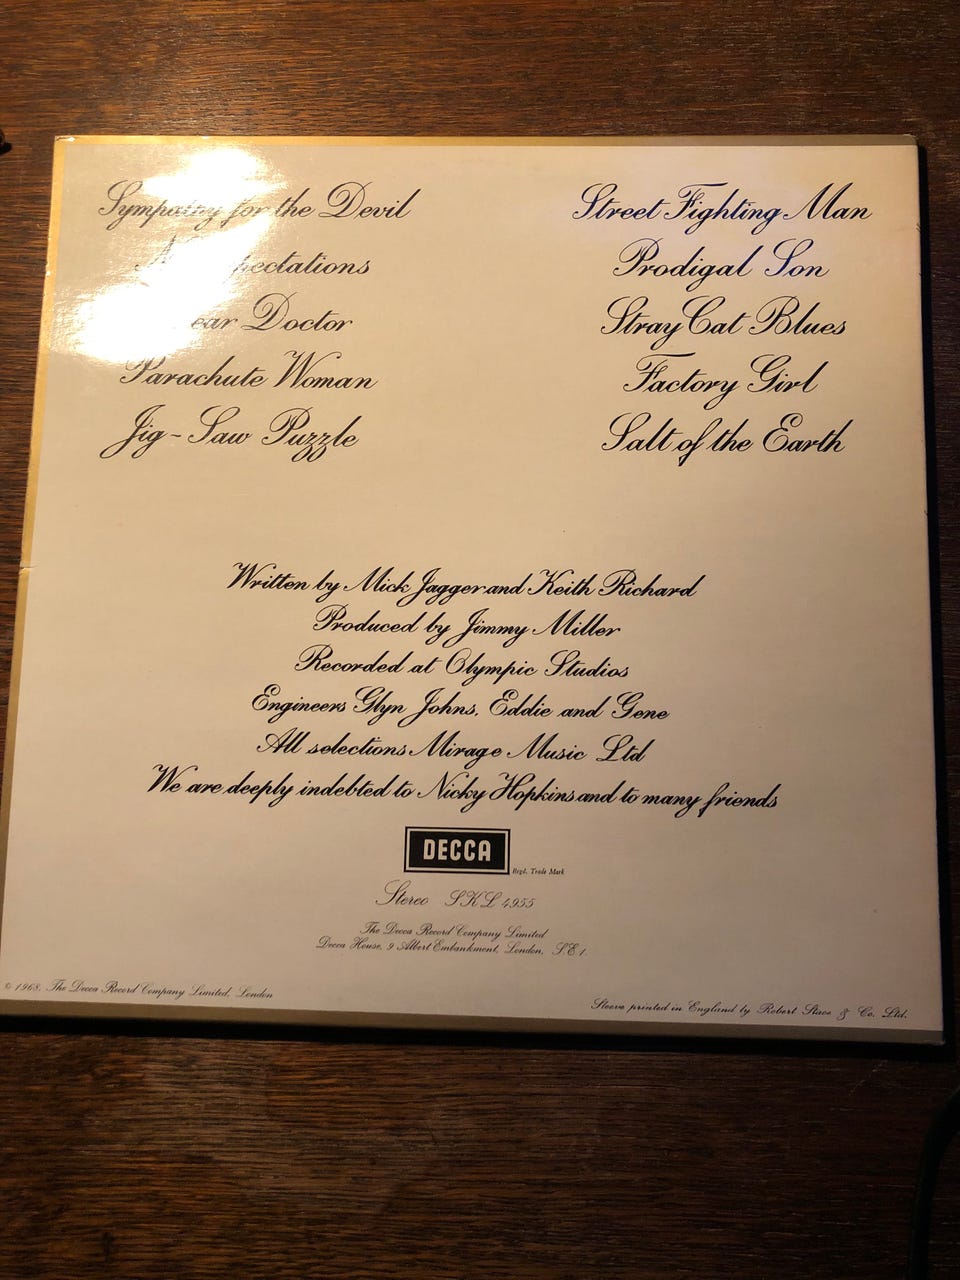 Sympathy for the Devil
N pectations
ear Doctor
Parachute Woman
Jig-Saw Puzzle
Street Fighting Man
Prodigal Son
Stray Cat Blues
Factory Girl
Salt of the Earth
Written by Mick Jagger and Keith Richard
Produced by Jimmy Miller
Recorded at Olympic Studios
Engineers Glyn Johns, Eddie and Gene
All selections Mirage Music Ltd
We are deeply indebted to Nicky Hopkins and to many friends
DECCA
Regd. Trade Mark
Stereo SKL 4955
The Decca Record Company Limited
Decca House, 9 Albert Embankment, London, S.E.1.
© 1968, The Decca Record Company Limited, London
Sleeve printed in England by Robert Stace & Co. Ltd.